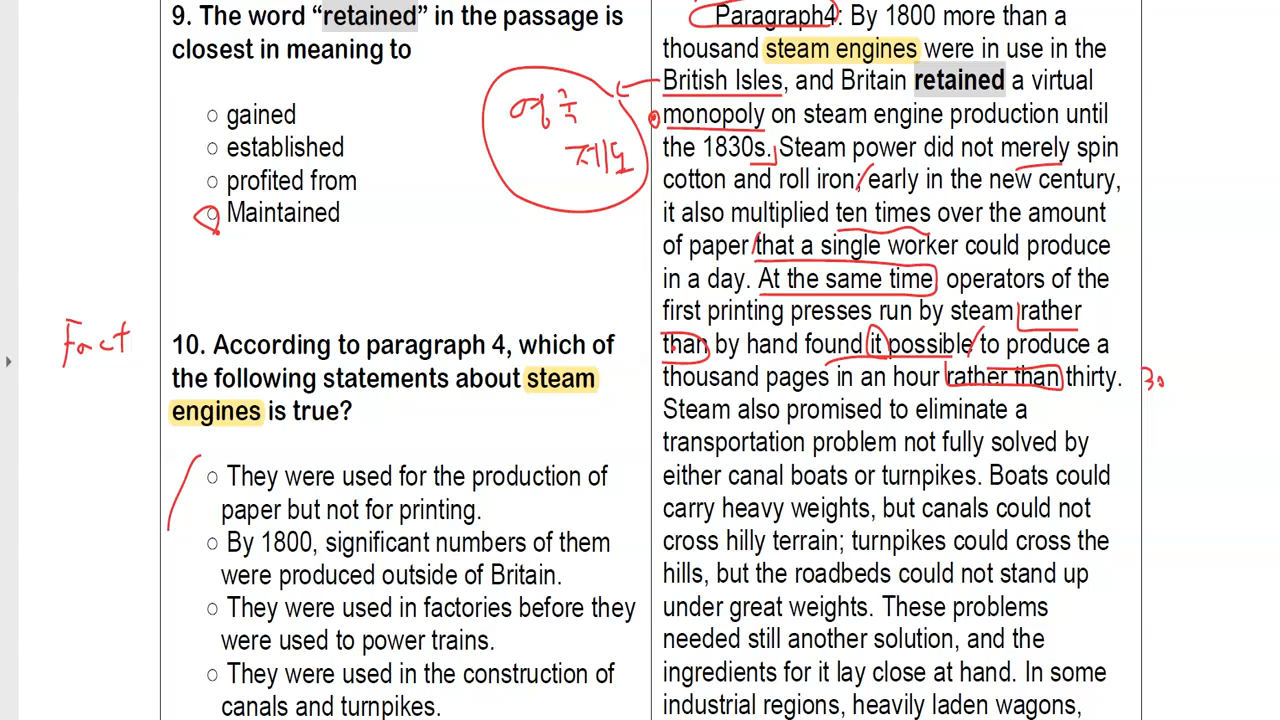 9. The word “retained” in the passage is
closest in meaning to
gained
established
profited from
Maintained
영국
제도
Fact
10. According to paragraph 4, which of
the following statements about steam
engines is true?
They were used for the production of
paper but not for printing.
By 1800, significant numbers of them
were produced outside of Britain.
They were used in factories before they
were used to power trains.
They were used in the construction of
canals and turnpikes.
Paragraph4: By 1800 more than a
thousand steam engines were in use in the
British Isles, and Britain retained a virtual
monopoly on steam engine production until
the 1830s. Steam power did not merely spin
cotton and roll iron; early in the new century,
it also multiplied ten times over the amount
of paper that a single worker could produce
in a day. At the same time operators of the
first printing presses run by steam rather
than by hand found it possible to produce a
thousand pages in an hour rather than thirty.
30
Steam also promised to eliminate a
transportation problem not fully solved by
either canal boats or turnpikes. Boats could
carry heavy weights, but canals could not
cross hilly terrain; turnpikes could cross the
hills, but the roadbeds could not stand up
under great weights. These problems
needed still another solution, and the
ingredients for it lay close at hand. In some
industrial regions, heavily laden wagons,